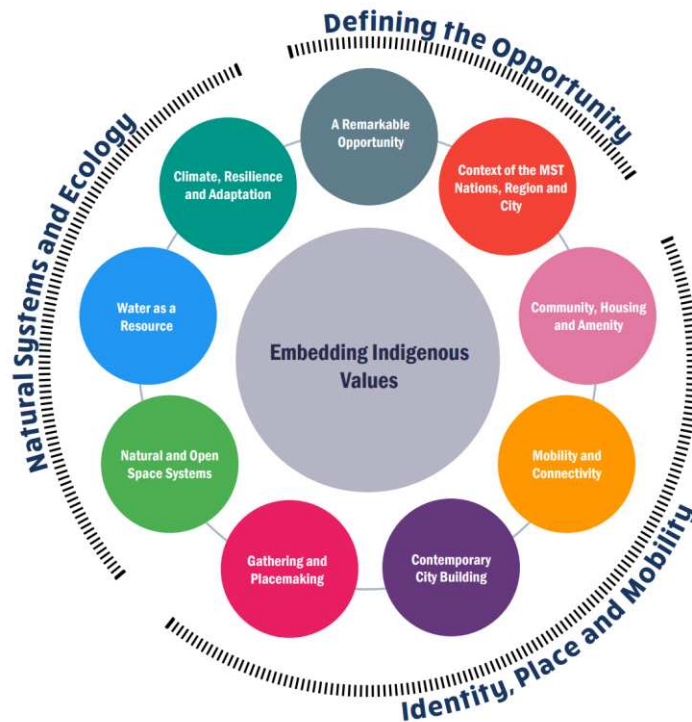 Defining the Opportunity
A Remarkable
Opportunity
Context of the MST
Nations, Region and
City
Community, Housing
and Amenity
Mobility and
Connectivity
Identity, Place and Mobility
Contemporary
City Building
Gathering and
Placemaking
Natural Systems and Ecology
Natural and Open
Space Systems
Water as a
Resource
Climate, Resilience
and Adaptation
Embedding Indigenous
Values